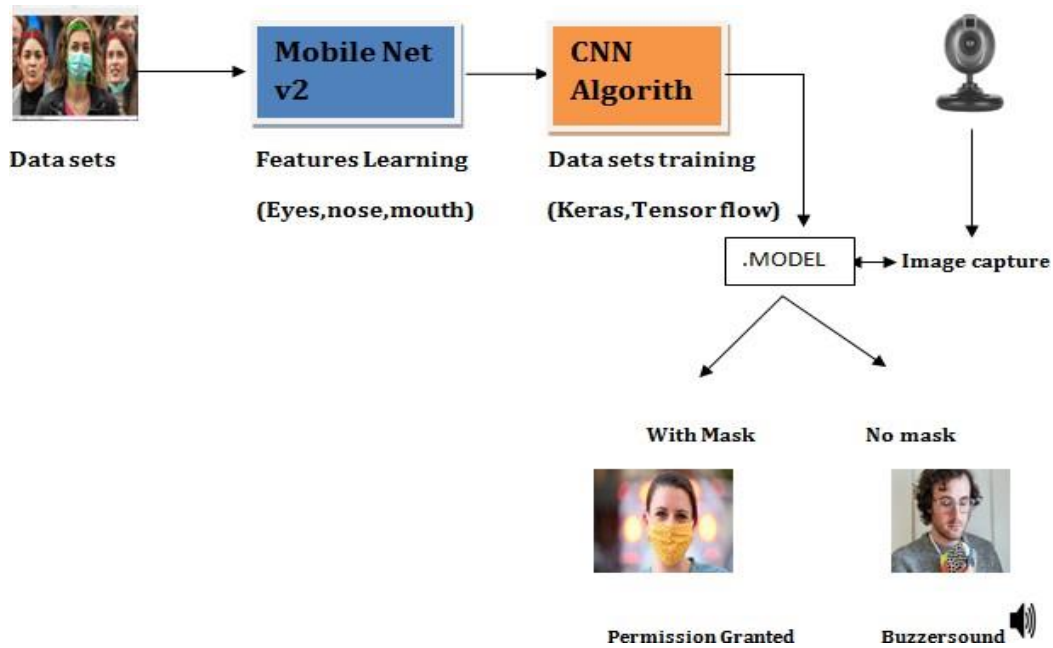 Mobile Net
v2
CNN
Algorith
Data sets
Features Learning
Data sets training
(Eyes,nose,mouth)
(Keras,Tensor flow)
.MODEL
Image capture
With Mask
No mask
Permission Granted
Buzzersound